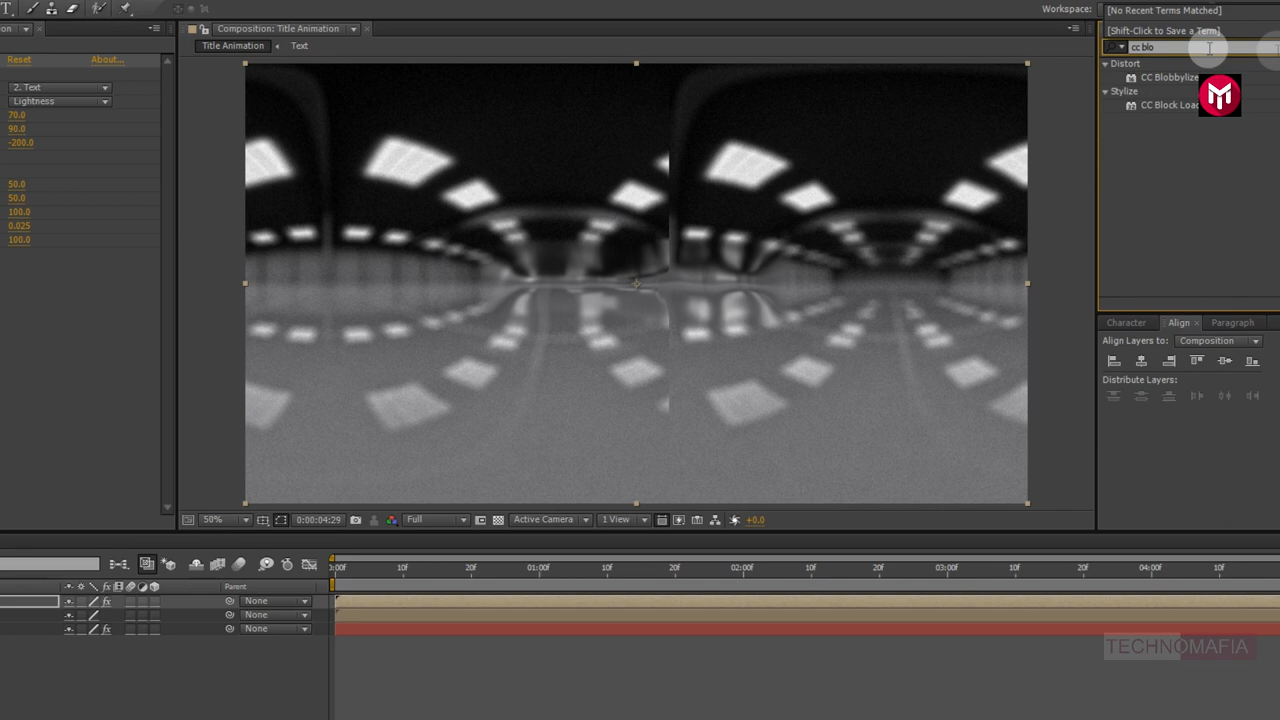 Workspace:
[No Recent Terms Matched]
[Shift-Click to Save a Term]
Composition: Title Animation
cc blo
Title Animation
Text
Reset
About...
Distort
CC Blobbylize
2. Text
Stylize
Lightness
CC Block Loa
70.0
90.0
-200.0
50.0
50.0
100.0
0.025
100.0
Character
Align
Paragraph
Align Layers to:
Composition
Distribute Layers:
50%
0:00:04:29
Full
Active Camera
1 View
+0.0
0:00f
10f
20f
01:00f
10f
20f
02:00f
10f
20f
03:00f
10f
20f
04:00f
10f
fx
Parent
fx
None
None
fx
None
TECHNOMAFIA